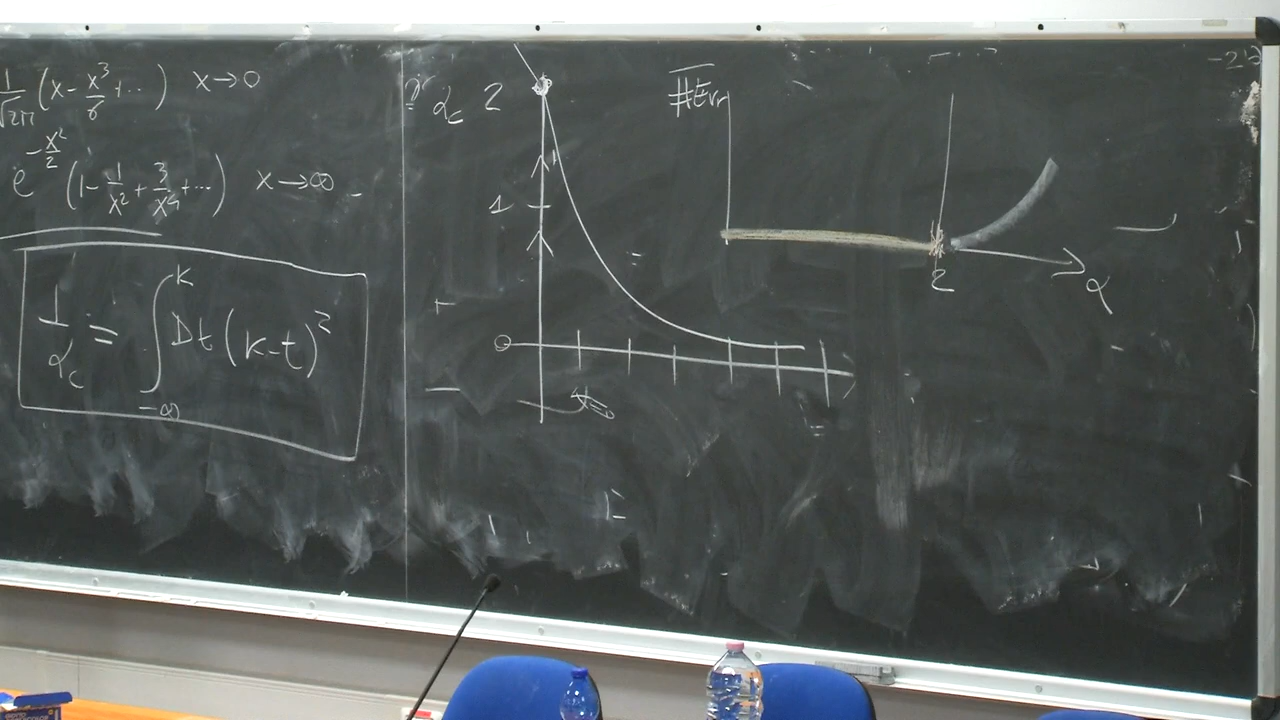 1/√2π (x - x³/6 + ...) x→0
e^(-x²/2) (1 - 1/x² + 3/x⁴ + ...) x→∞
1/α_c = ∫_{-∞}^{K} Dt (K-t)²
α_c 2
1
#Err
2
α